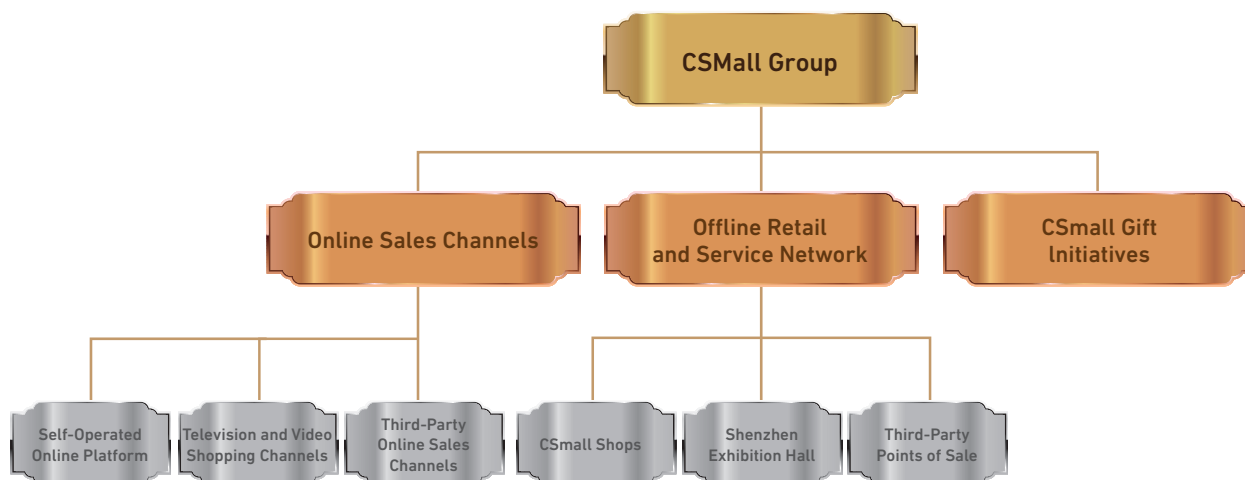 CSMall Group
Online Sales Channels
Offline Retail
and Service Network
CSmall Gift
Initiatives
Self-Operated
Online Platform
Television and Video
Shopping Channels
Third-Party
Online Sales
Channels
CSmall Shops
Shenzhen
Exhibition Hall
Third-Party
Points of Sale